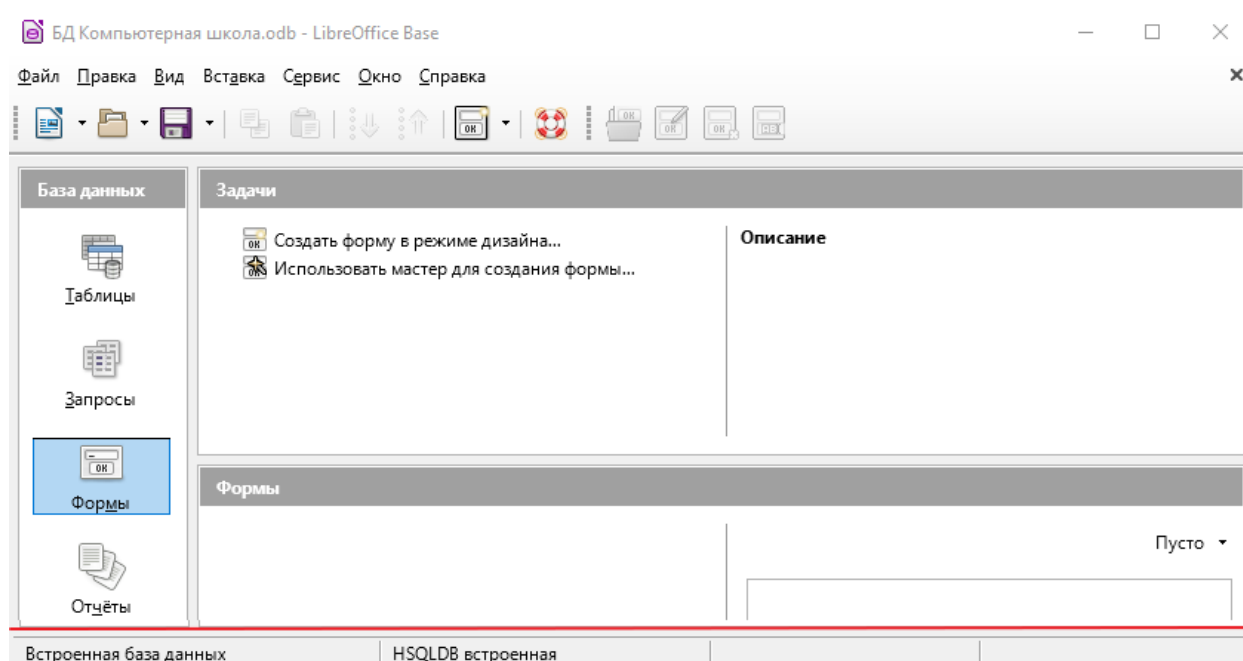 БД Компьютерная школа.odb - LibreOffice Base
Файл Правка Вид Вставка Сервис Окно Справка
База данных
Задачи
Создать форму в режиме дизайна...
Использовать мастер для создания формы...
Описание
Таблицы
Запросы
Формы
Отчёты
Формы
Пусто
Встроенная база данных
HSQLDB встроенная